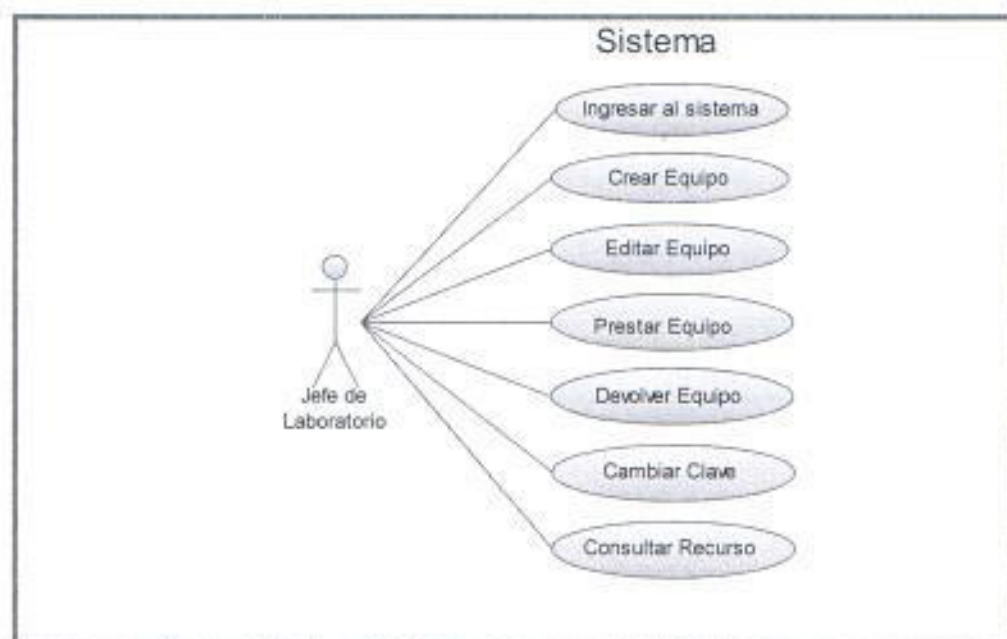 Sistema
Ingresar al sistema
Crear Equipo
Editar Equipo
Prestar Equipo
Devolver Equipo
Cambiar Clave
Consultar Recurso
Jefe de
Laboratorio